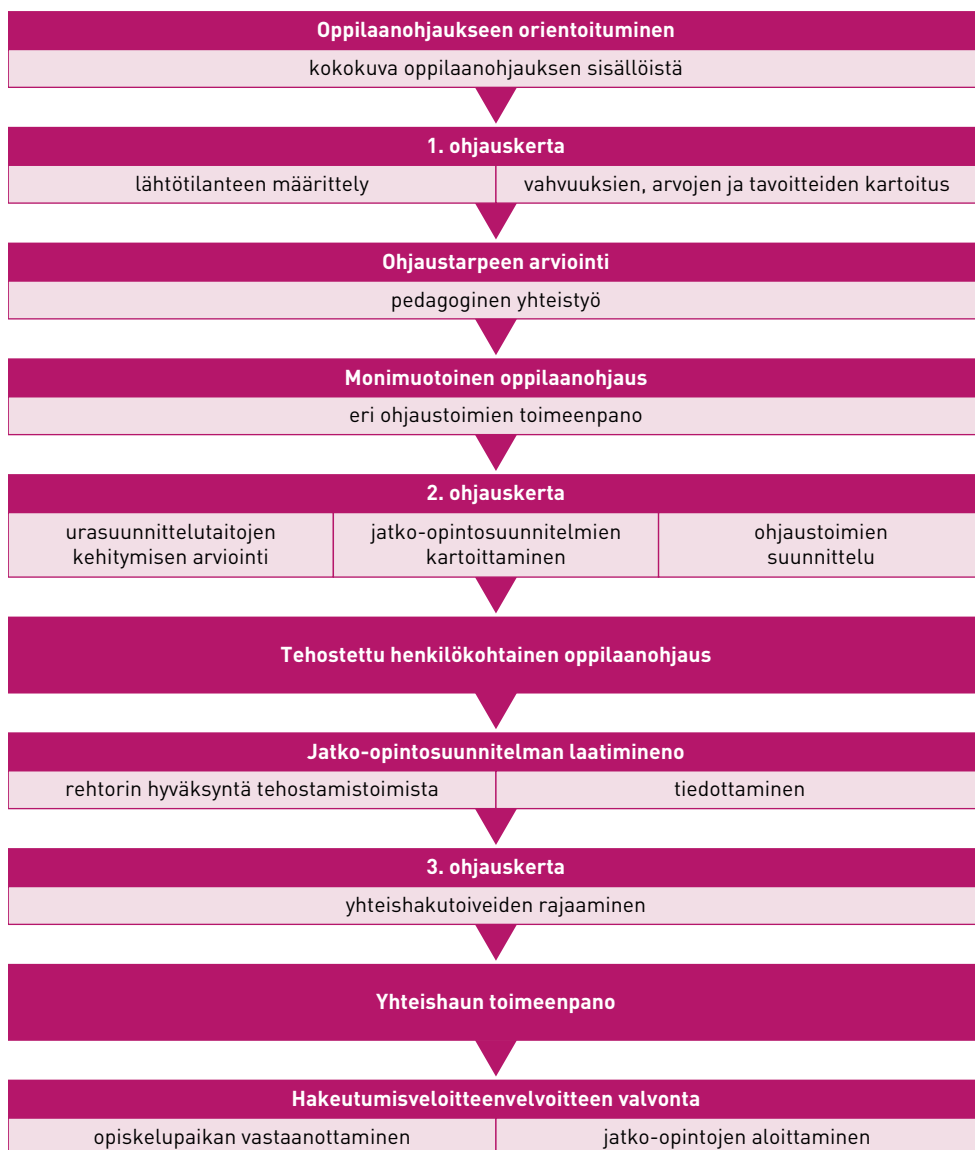 Oppilaanohjaukseen orientoituminen
kokokuva oppilaanohjauksen sisällöistä
1. ohjauskerta
lähtötilanteen määrittely
vahvuuksien, arvojen ja tavoitteiden kartoitus
Ohjaustarpeen arviointi
pedagoginen yhteistyö
Monimuotoinen oppilaanohjaus
eri ohjaustoimien toimeenpano
2. ohjauskerta
urasuunnittelutaitojen
kehitymisen arviointi
jatko-opintosuunnitelmien
kartoittaminen
ohjaustoimien
suunnittelu
Tehostettu henkilökohtainen oppilaanohjaus
Jatko-opintosuunnitelman laatimineno
rehtorin hyväksyntä tehostamistoimista
tiedottaminen
3. ohjauskerta
yhteishakutoiveiden rajaaminen
Yhteishaun toimeenpano
Hakeutumisveloitteenvelvoitteen valvonta
opiskelupaikan vastaanottaminen
jatko-opintojen aloittaminen